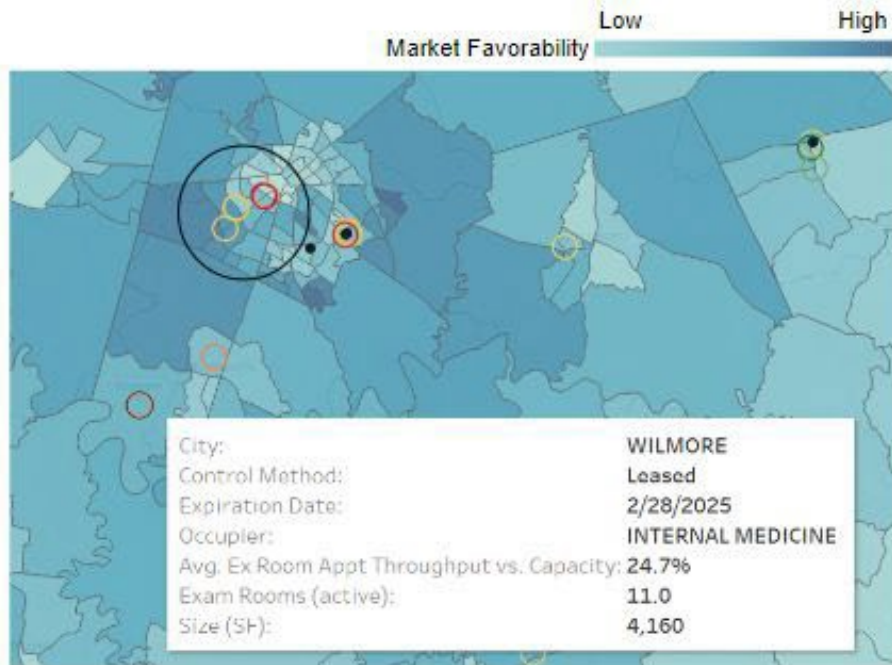 Low High
Market Favorability
City: WILMORE
Control Method: Leased
Expiration Date: 2/28/2025
Occupier: INTERNAL MEDICINE
Avg. Ex Room Appt Throughput vs. Capacity: 24.7%
Exam Rooms (active): 11.0
Size (SF): 4,160